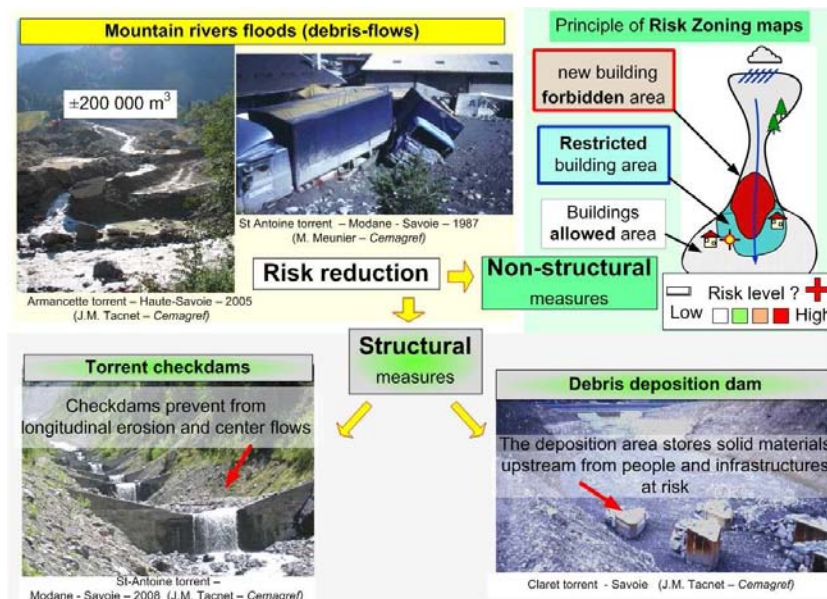 Mountain rivers floods (debris-flows)
±200 000 m³
St Antoine torrent – Modane - Savoie – 1987
(M. Meunier – Cemagref)
Armancette torrent – Haute-Savoie – 2005
(J.M. Tacnet – Cemagref)
Principle of Risk Zoning maps
new building
forbidden area
Restricted
building area
Buildings
allowed area
Risk level ?
Low
High
Risk reduction
Non-structural
measures
Structural
measures
Torrent checkdams
Checkdams prevent from
longitudinal erosion and center flows
St-Antoine torrent –
Modane - Savoie – 2008 (J.M. Tacnet – Cemagref)
Debris deposition dam
The deposition area stores solid materials
upstream from people and infrastructures
at risk
Claret torrent - Savoie (J.M. Tacnet – Cemagref)